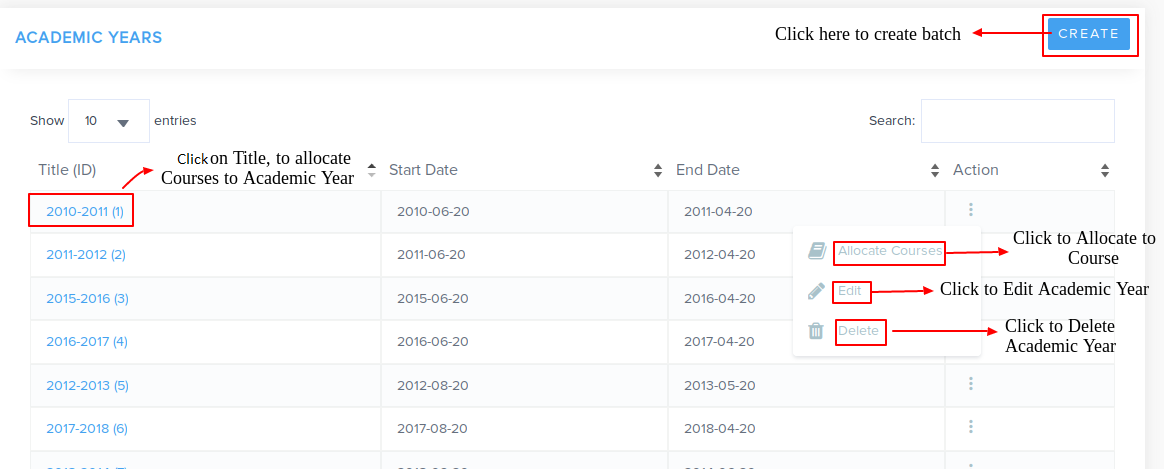 ACADEMIC YEARS
Click here to create batch
CREATE
Show 10 entries
Search:
Click on Title, to allocate
Courses to Academic Year
Title (ID) Start Date End Date Action
2010-2011 (1) 2010-06-20 2011-04-20
2011-2012 (2) 2011-06-20 2012-04-20
Allocate Courses
Click to Allocate to
Course
2015-2016 (3) 2015-06-20 2016-04-20
Edit
Click to Edit Academic Year
2016-2017 (4) 2016-06-20 2017-04-20
Delete
Click to Delete
Academic Year
2012-2013 (5) 2012-08-20 2013-05-20
2017-2018 (6) 2017-08-20 2018-04-20